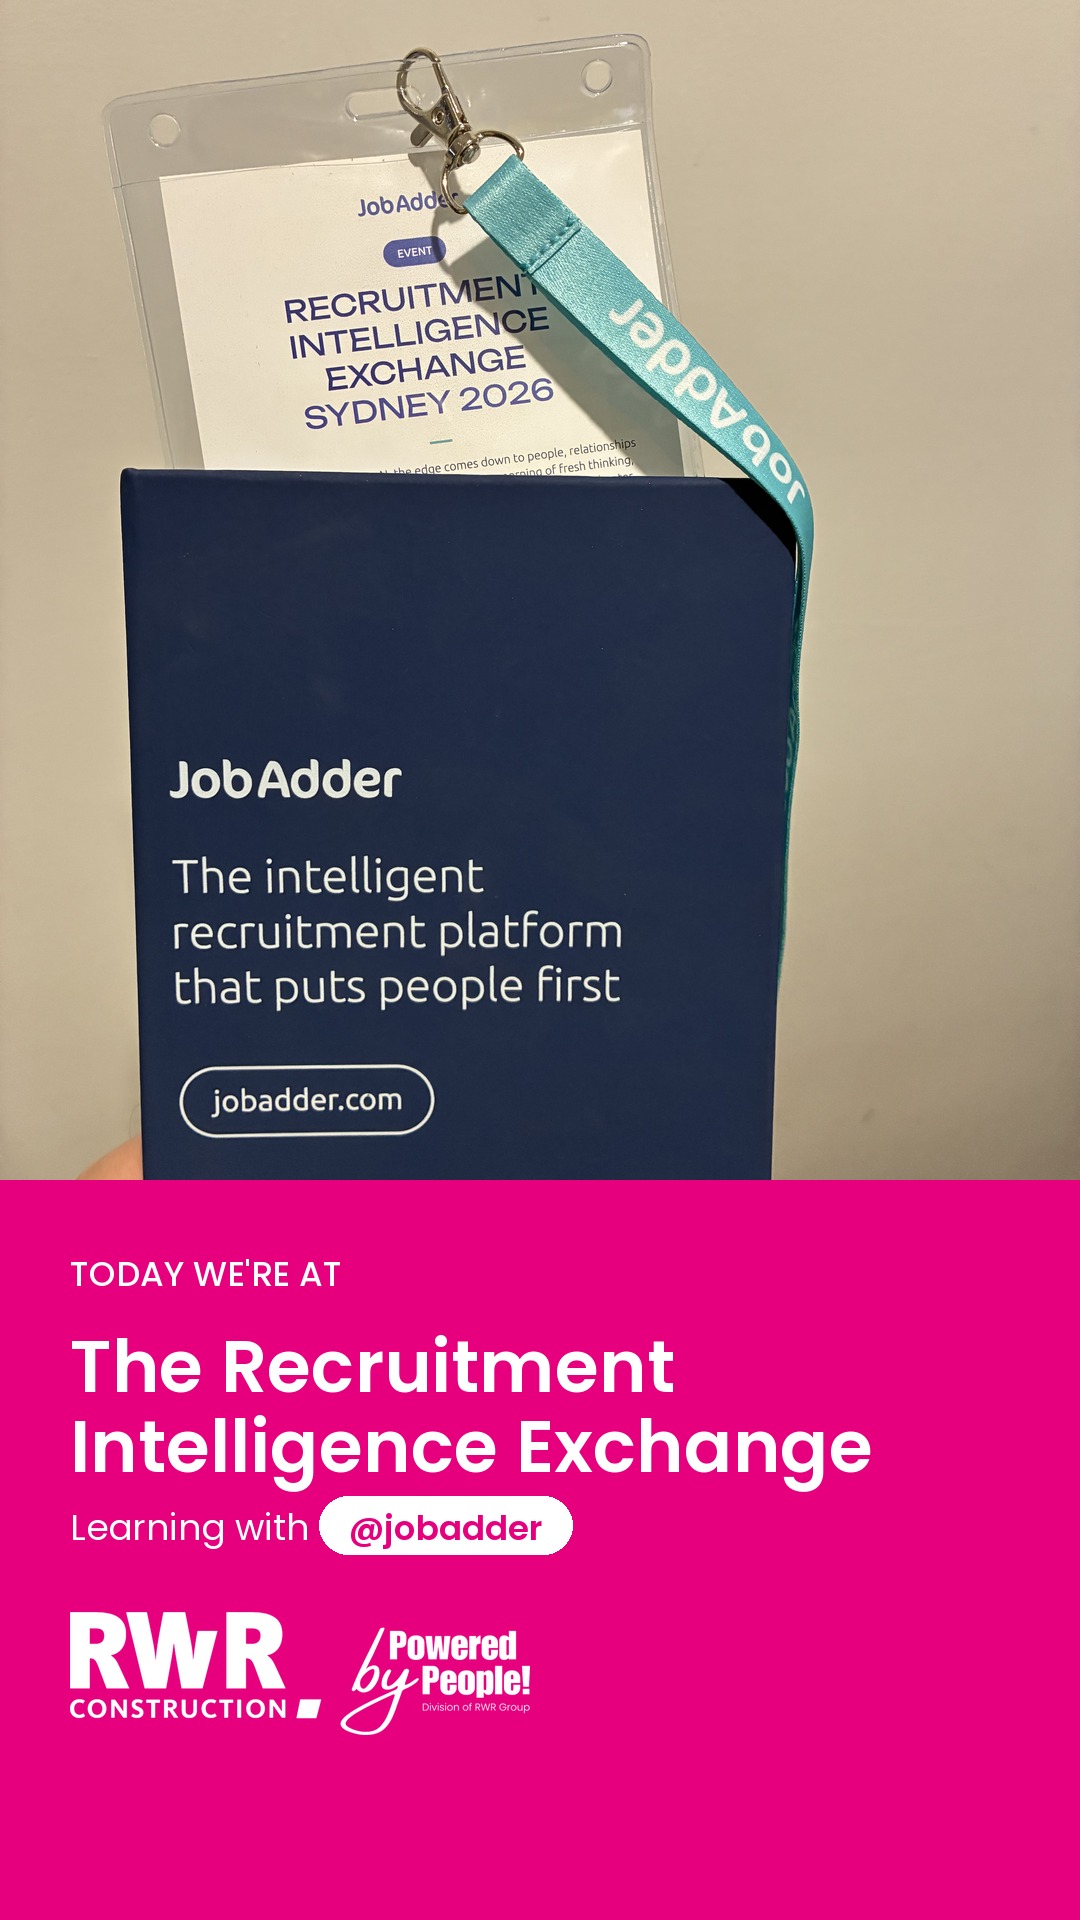 JobAdder
EVENT
RECRUITMENT
INTELLIGENCE
EXCHANGE
SYDNEY 2026
the edge comes down to people, relationships
of fresh thinking,
JobAdder
JobAdder
The intelligent
recruitment platform
that puts people first
jobadder.com
TODAY WE'RE AT
The Recruitment
Intelligence Exchange
Learning with @jobadder
RWR
CONSTRUCTION
by Powered
People!
Division of RWR Group